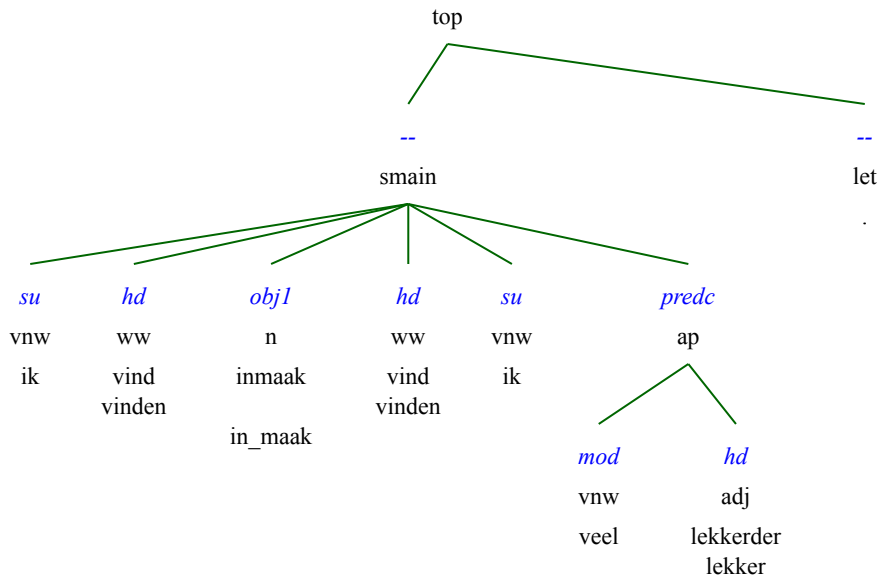 top
-- --
smain let
.
su hd obj1 hd su predc
vnw ww n ww vnw ap
ik vind inmaak vind ik
vinden vinden
in_maak
mod hd
vnw adj
veel lekkerder
lekker